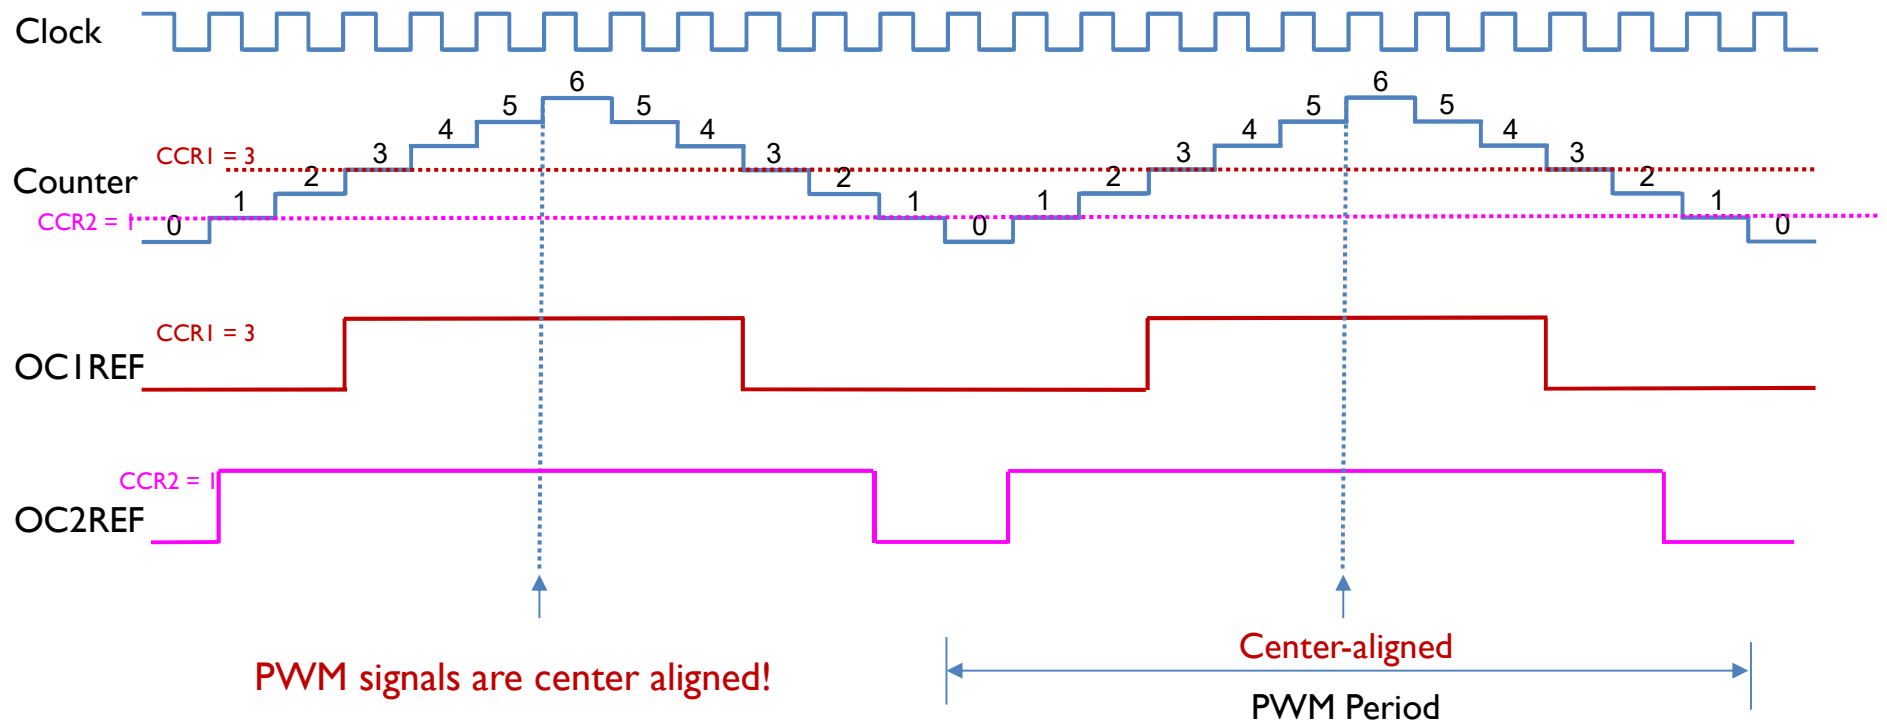 Clock
6 6
5 5 5 5
4 4 4 4
CCR1 = 3 3 3 3 3
Counter 2 2 2 2
1 1 1 1
CCR2 = 1 0 0 0
CCR1 = 3
OC1REF
CCR2 = 1
OC2REF
PWM signals are center aligned!
Center-aligned
PWM Period